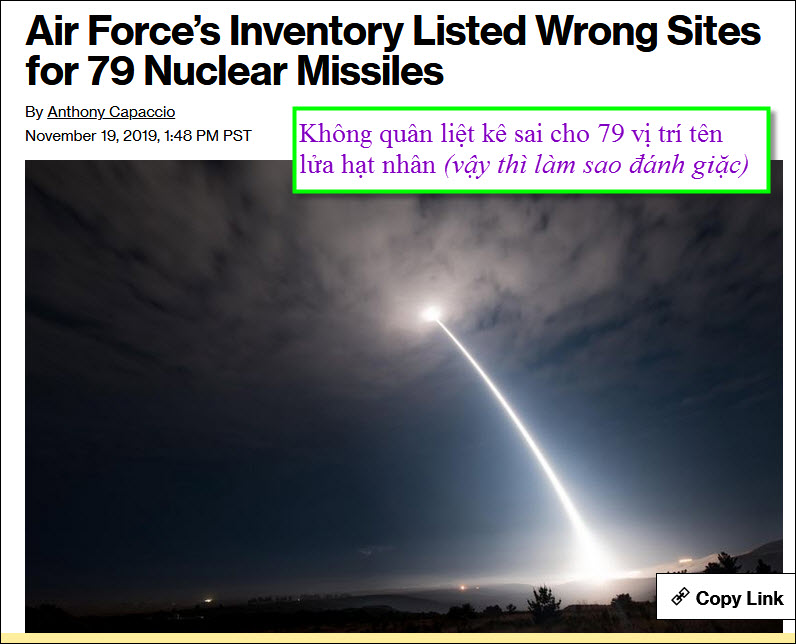 Air Force’s Inventory Listed Wrong Sites
for 79 Nuclear Missiles
By Anthony Capaccio
November 19, 2019, 1:48 PM PST
Không quân liệt kê sai cho 79 vị trí tên
lửa hạt nhân (vậy thì làm sao đánh giặc)
Copy Link